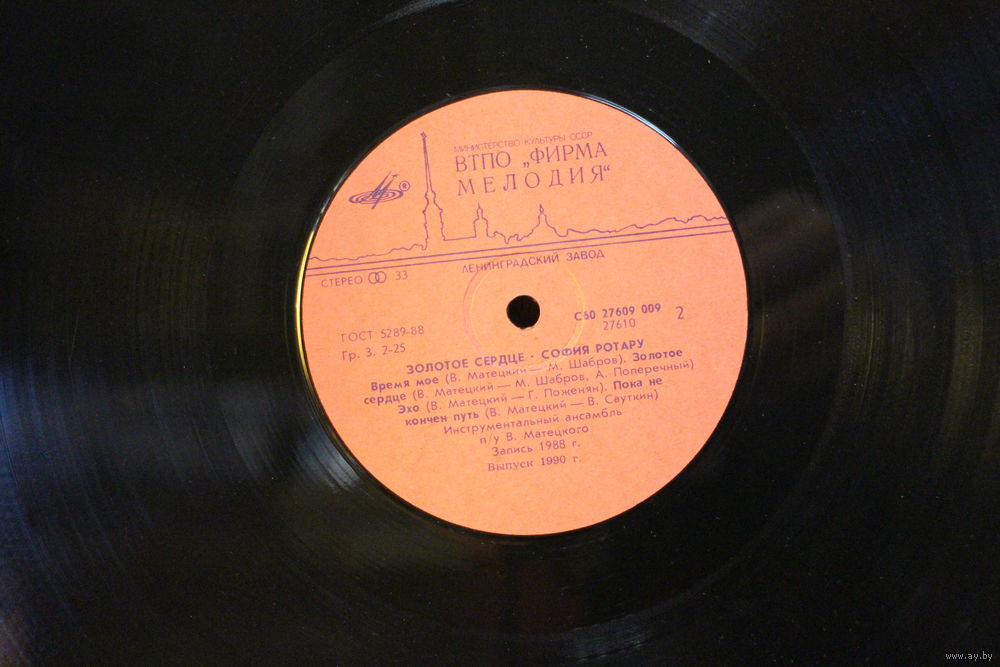 МИНИСТЕРСТВО КУЛЬТУРЫ СССР
ВТПО „ФИРМА
МЕЛОДИЯ“
®
ЛЕНИНГРАДСКИЙ ЗАВОД
СТЕРЕО 33
ГОСТ 5289-88
Гр. 3. 2-25
С60 27609 009
27610
2
ЗОЛОТОЕ СЕРДЦЕ · СОФИЯ РОТАРУ
Время мое (В. Матецкий — М. Шабров). Золотое
сердце (В. Матецкий — М. Шабров, А. Поперечный)
Эхо (В. Матецкий — Г. Поженян). Пока не
кончен путь (В. Матецкий — В. Сауткин)
Инструментальный ансамбль
п/у В. Матецкого
Запись 1988 г.
Выпуск 1990 г.
www.ay.by